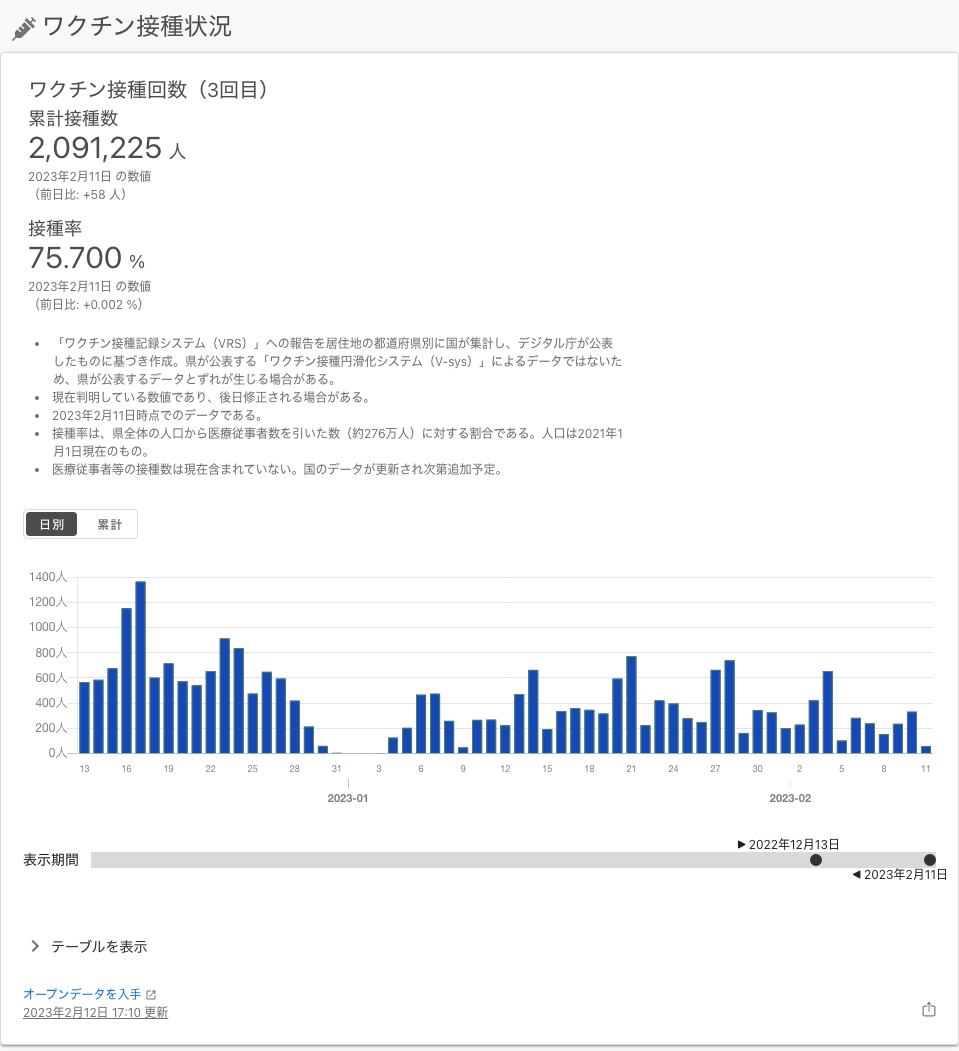 ワクチン接種状況
ワクチン接種回数（3回目）
累計接種数
2,091,225 人
2023年2月11日 の数値
（前日比: +58 人）
接種率
75.700 %
2023年2月11日 の数値
（前日比: +0.002 %）
• 「ワクチン接種記録システム（VRS）」への報告を居住地の都道府県別に国が集計し、デジタル庁が公表
したものに基づき作成。県が公表する「ワクチン接種円滑化システム（V-sys）」によるデータではないた
め、県が公表するデータとずれが生じる場合がある。
• 現在判明している数値であり、後日修正される場合がある。
• 2023年2月11日時点でのデータである。
• 接種率は、県全体の人口から医療従事者数を引いた数（約276万人）に対する割合である。人口は2021年1
月1日現在のもの。
• 医療従事者等の接種数は現在含まれていない。国のデータが更新され次第追加予定。
日別 累計
1400人
1200人
1000人
800人
600人
400人
200人
0人
13 16 19 22 25 28 31 3 6 9 12 15 18 21 24 27 30 2 5 8 11
2023-01 2023-02
▶ 2022年12月13日
表示期間
◀ 2023年2月11日
テーブルを表示
オープンデータを入手
2023年2月12日 17:10 更新